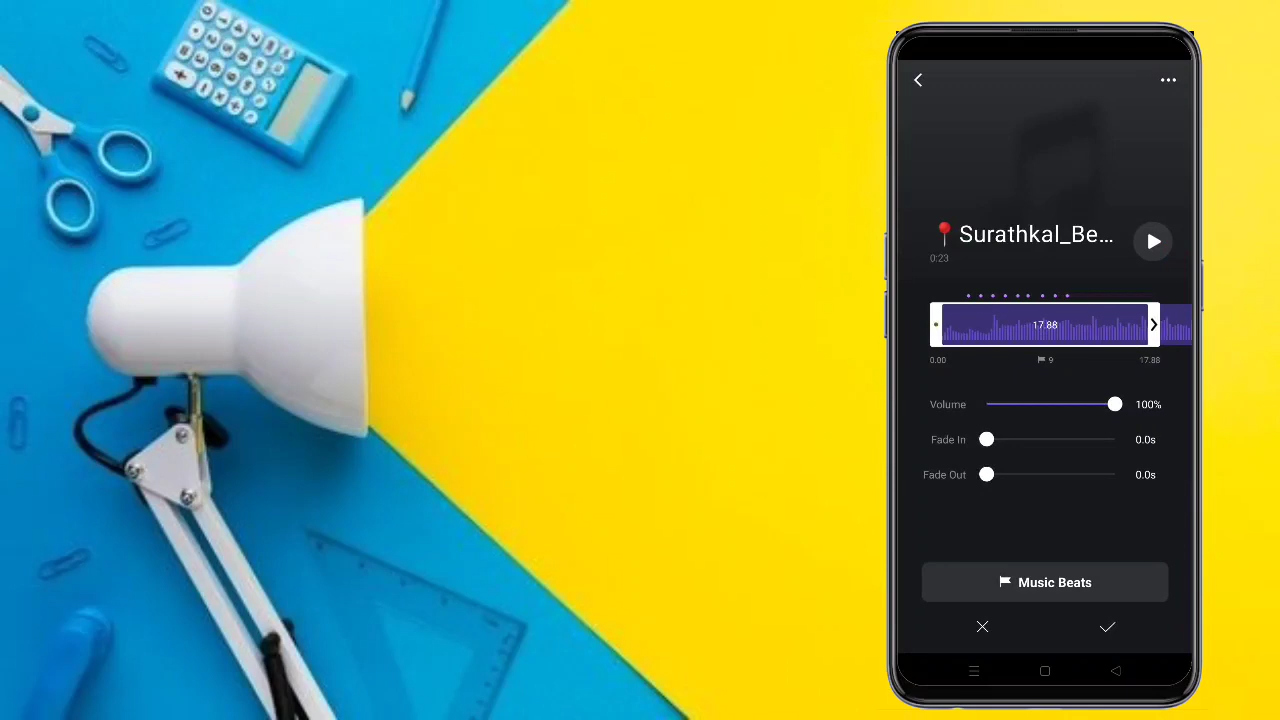 📍Surathkal_Be...
0:23
17.88
0.00 9 17.88
Volume 100%
Fade In 0.0s
Fade Out 0.0s
Music Beats